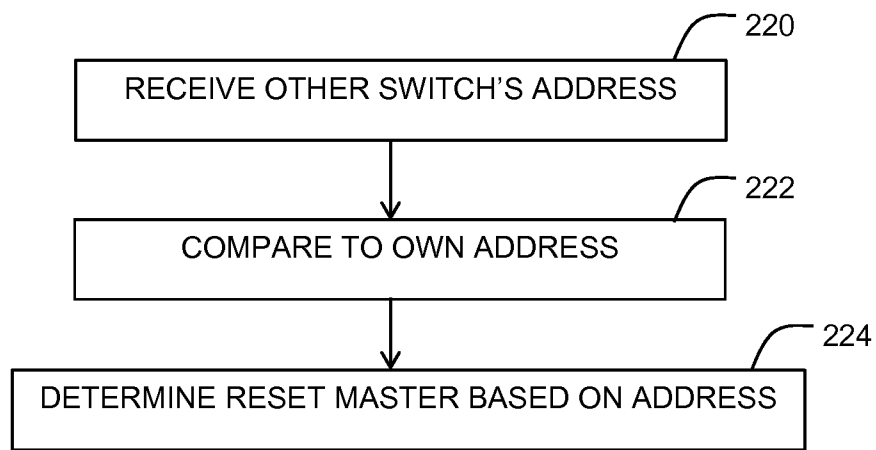 220
RECEIVE OTHER SWITCH'S ADDRESS
222
COMPARE TO OWN ADDRESS
224
DETERMINE RESET MASTER BASED ON ADDRESS